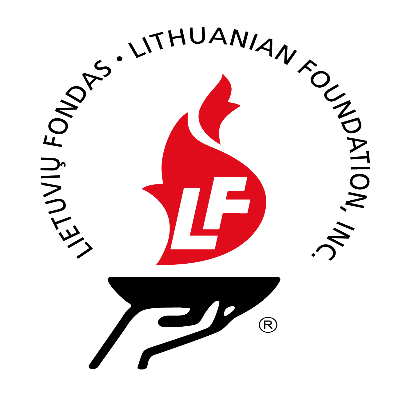 LIETUVIŲ FONDAS • LITHUANIAN FOUNDATION, INC.
LF
®